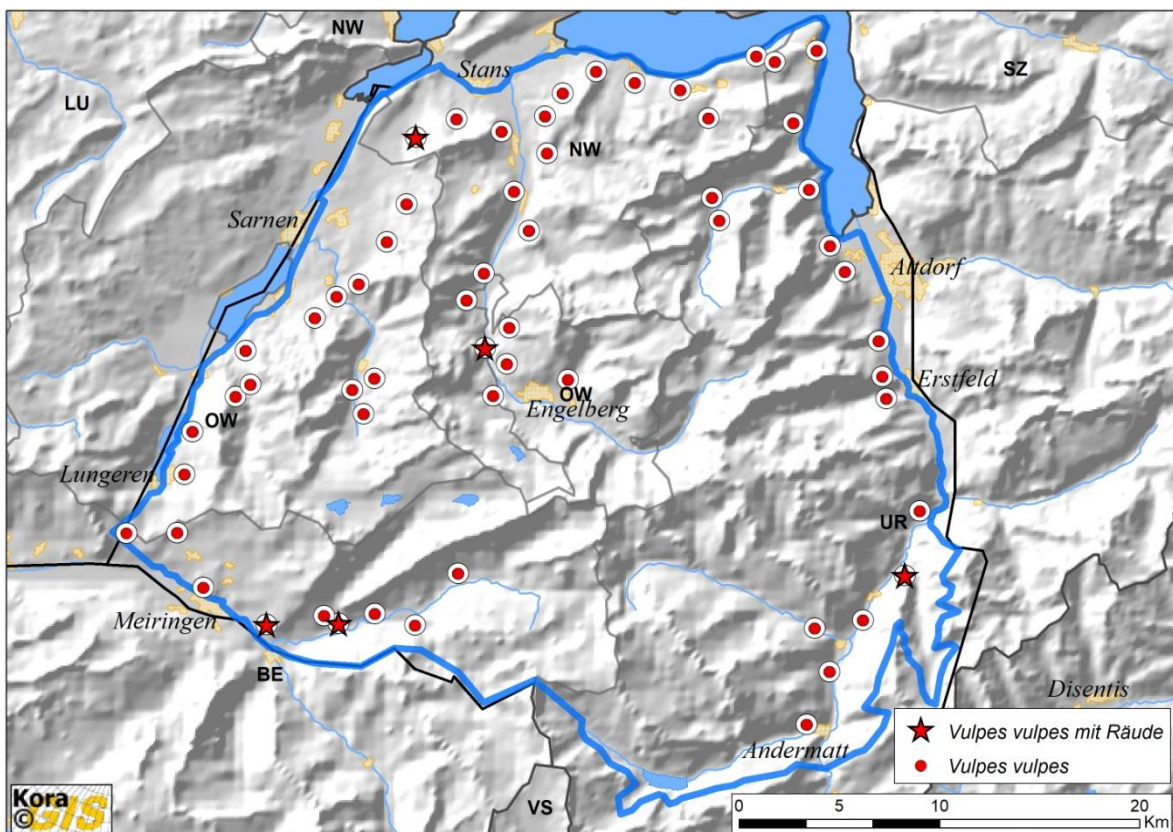 NW
Stans
SZ
LU
NW
Sarnen
Altdorf
Erstfeld
OW
Engelberg
OW
Lungeren
UR
Meiringen
BE
Disentis
Andermatt
VS
Vulpes vulpes mit Räude
Vulpes vulpes
Kora
© GIS
0 5 10 20
Km